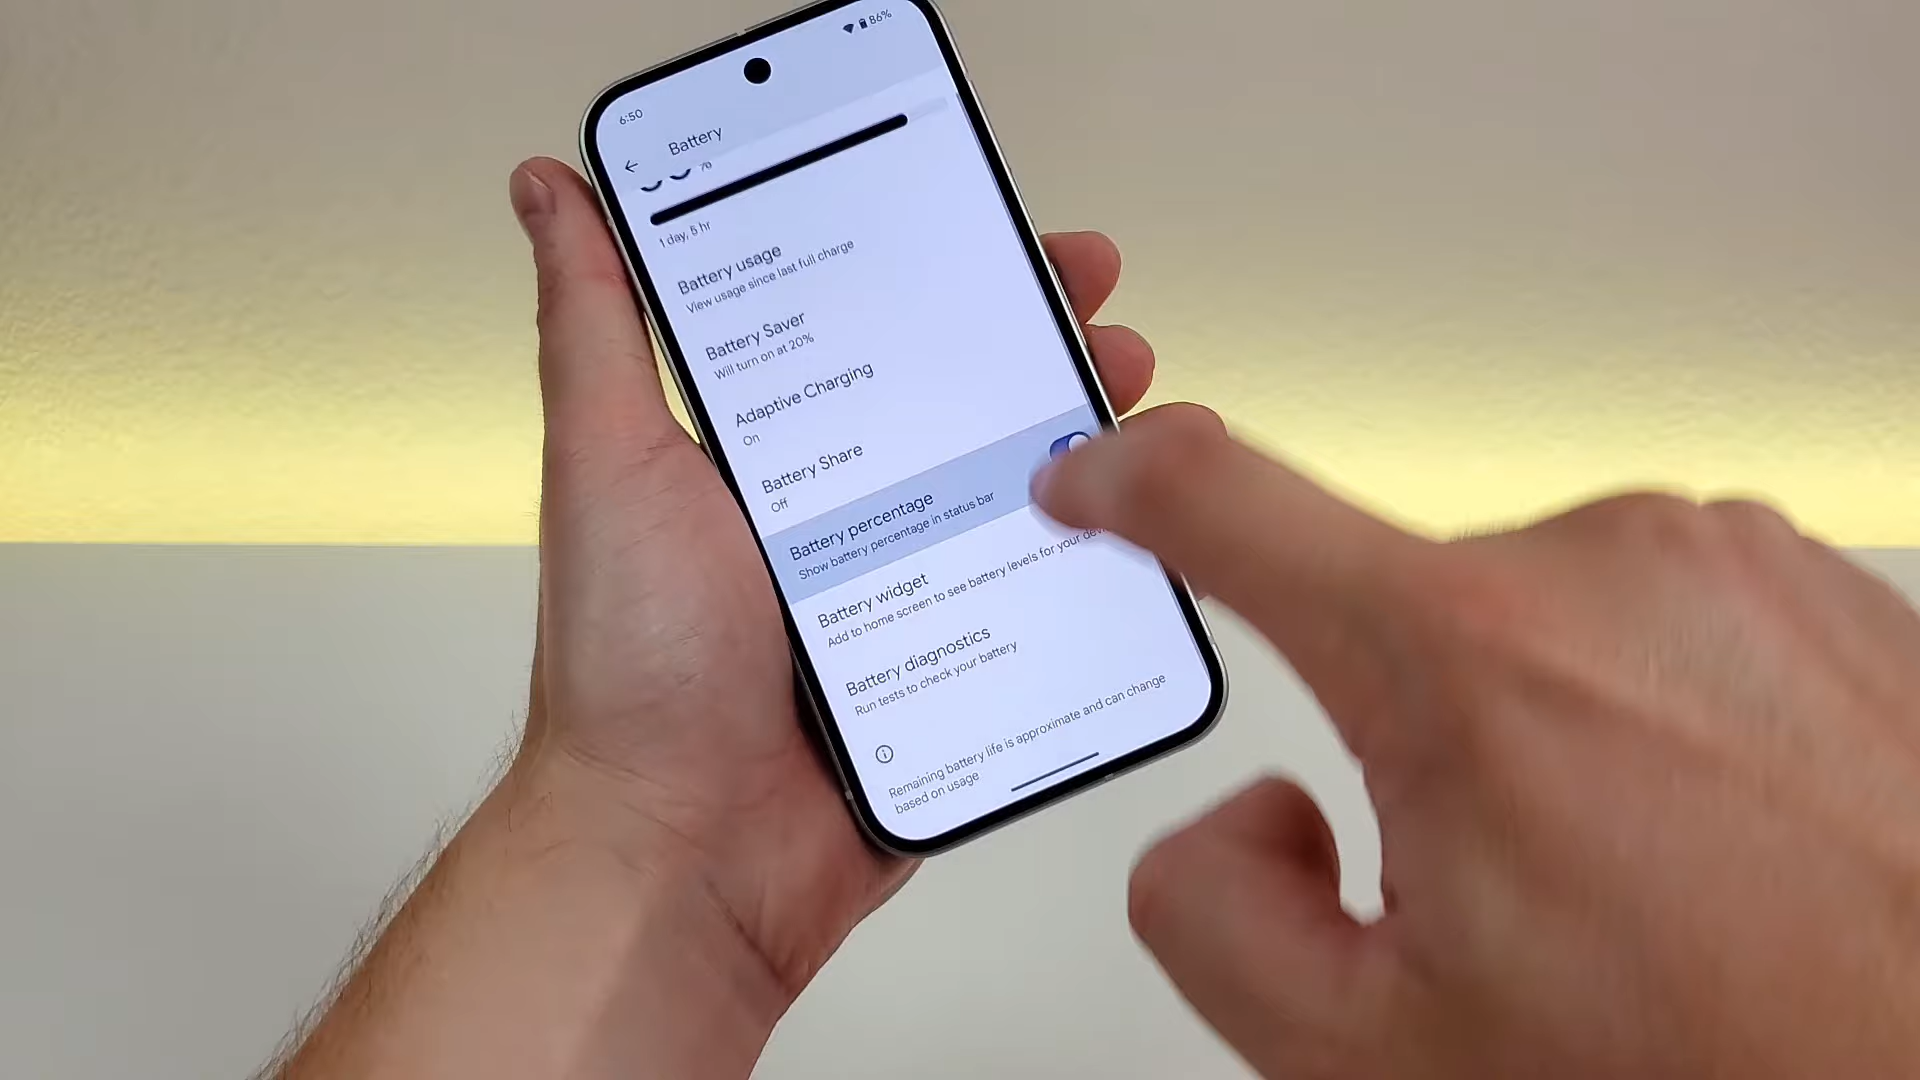 86%
6:50
Battery
%
1 day, 5 hr
Battery usage
View usage since last full charge
Battery Saver
Will turn on at 20%
Adaptive Charging
On
Battery Share
Off
Battery percentage
Show battery percentage in status bar
Battery widget
Add to home screen to see battery levels for your
Battery diagnostics
Run tests to check your battery
Remaining battery life is approximate and can change
based on usage